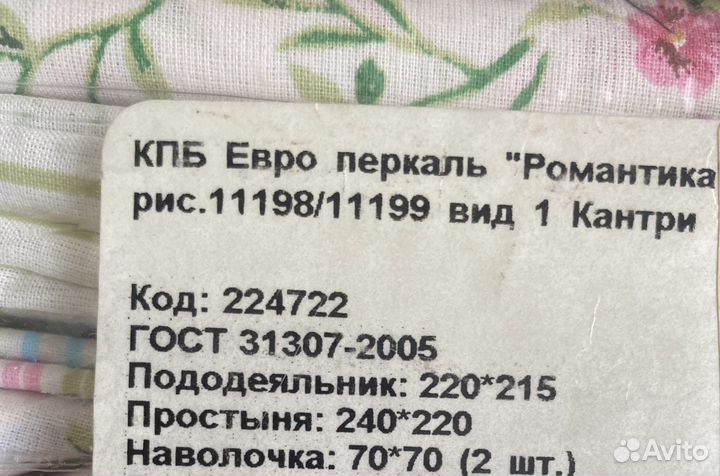 КПБ Евро перкаль "Романтика
рис.11198/11199 вид 1 Кантри
Код: 224722
ГОСТ 31307-2005
Пододеяльник: 220*215
Простыня: 240*220
Наволочка: 70*70 (2 шт.)
Avito